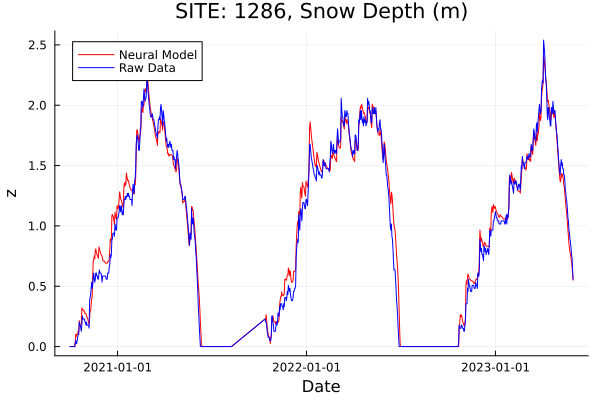 SITE: 1286, Snow Depth (m)
Neural Model
Raw Data
2.5
2.0
1.5
1.0
0.5
0.0
z
2021-01-01 2022-01-01 2023-01-01
Date